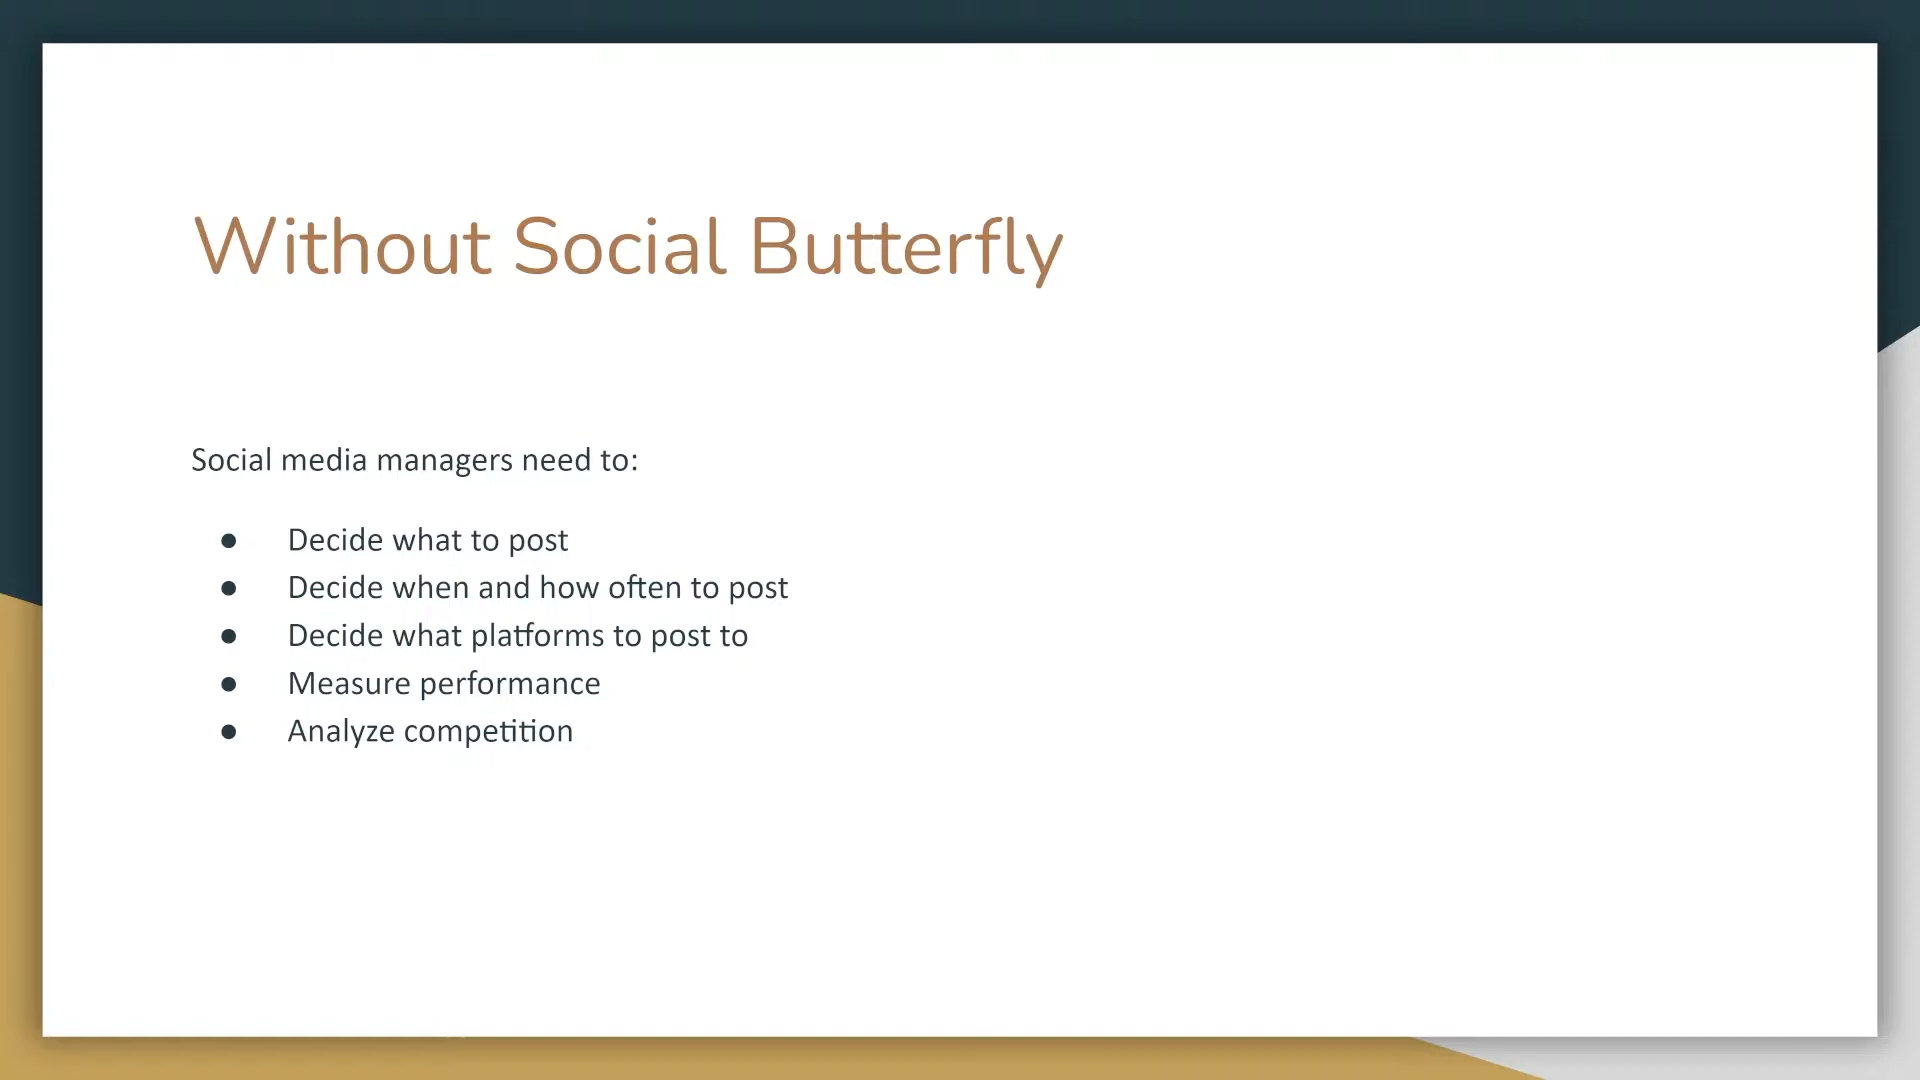 Without Social Butterfly
Social media managers need to:
● Decide what to post
● Decide when and how often to post
● Decide what platforms to post to
● Measure performance
● Analyze competition